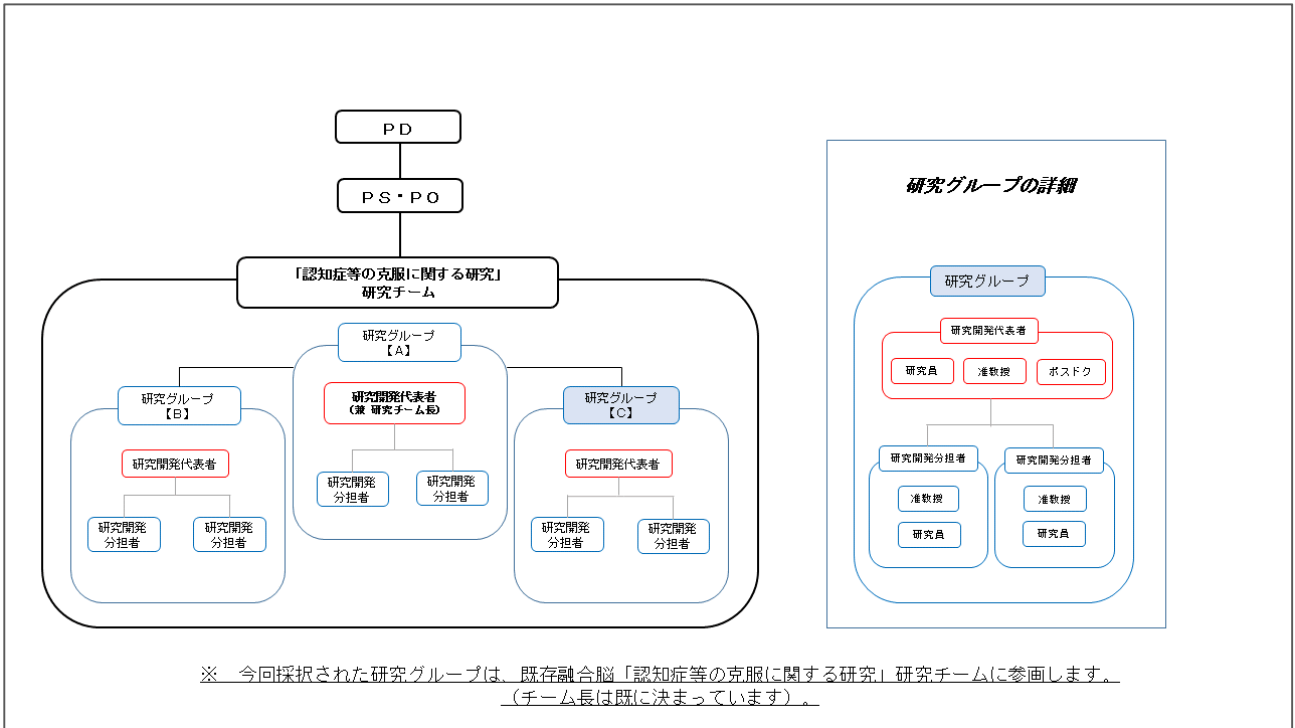 PD
PS・PO
「認知症等の克服に関する研究」
研究チーム
研究グループ
【A】
研究開発代表者
(兼 研究チーム長)
研究開発
分担者
研究開発
分担者
研究グループ
【B】
研究開発代表者
研究開発
分担者
研究開発
分担者
研究グループ
【C】
研究開発代表者
研究開発
分担者
研究開発
分担者
研究グループの詳細
研究グループ
研究開発代表者
研究員
准教授
ポスドク
研究開発分担者
准教授
研究員
研究開発分担者
准教授
研究員
※　今回採択された研究グループは、既存融合脳「認知症等の克服に関する研究」研究チームに参画します。
（チーム長は既に決まっています）。